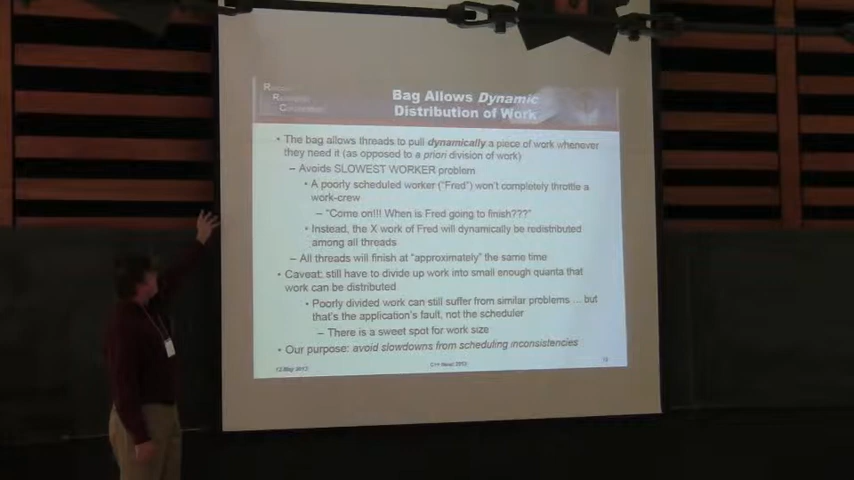 Bag Allows Dynamic
Distribution of Work
• The bag allows threads to pull dynamically a piece of work whenever
they need it (as opposed to a priori division of work)
– Avoids SLOWEST WORKER problem
• A poorly scheduled worker ("Fred") won't completely throttle a
work-crew
– "Come on!!! When is Fred going to finish???"
• Instead, the X work of Fred will dynamically be redistributed
among all threads
– All threads will finish at "approximately" the same time
• Caveat: still have to divide up work into small enough quanta that
work can be distributed
• Poorly divided work can still suffer from similar problems ... but
that's the application's fault, not the scheduler
– There is a sweet spot for work size
• Our purpose: avoid slowdowns from scheduling inconsistencies
13 May 2013
C++ Now! 2013